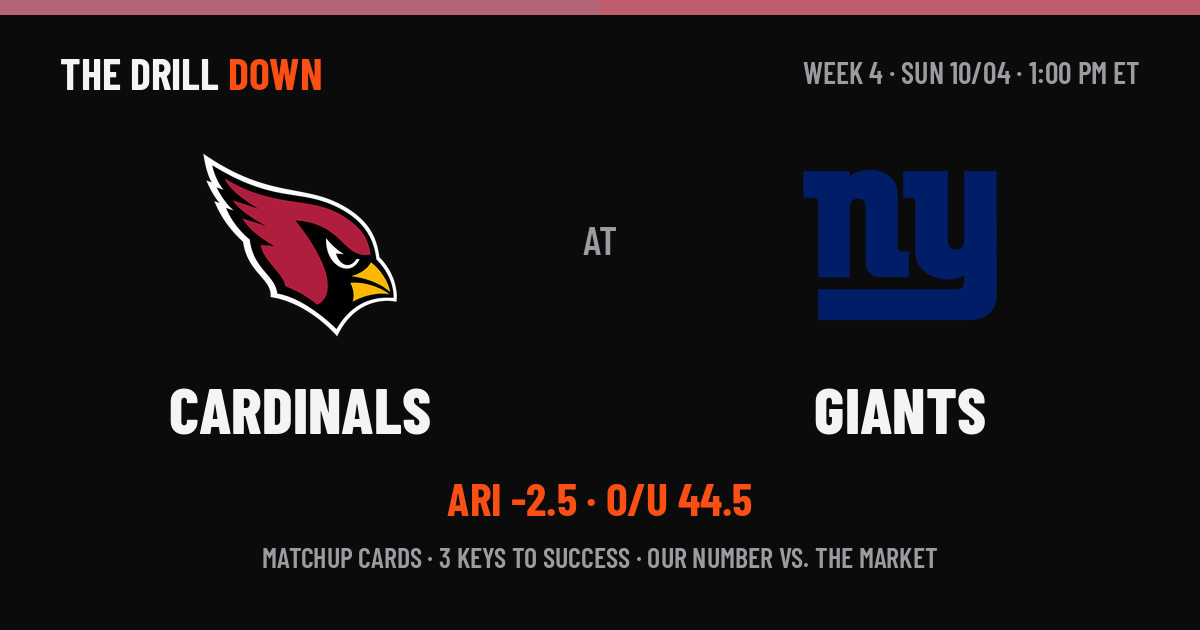 THE DRILL DOWN
WEEK 4 · SUN 10/04 · 1:00 PM ET
AT
ny
CARDINALS
GIANTS
ARI -2.5 · O/U 44.5
MATCHUP CARDS · 3 KEYS TO SUCCESS · OUR NUMBER VS. THE MARKET